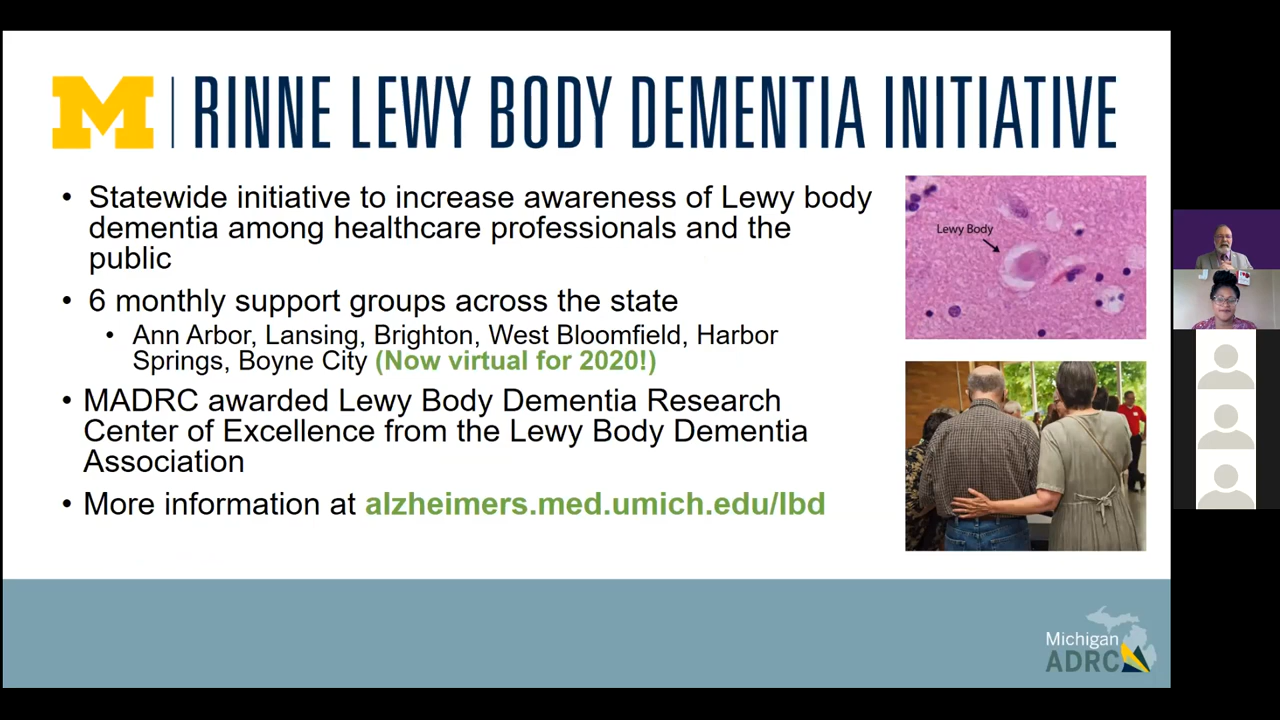 M | RINNE LEWY BODY DEMENTIA INITIATIVE
• Statewide initiative to increase awareness of Lewy body
dementia among healthcare professionals and the
public
• 6 monthly support groups across the state
• Ann Arbor, Lansing, Brighton, West Bloomfield, Harbor
Springs, Boyne City (Now virtual for 2020!)
• MADRC awarded Lewy Body Dementia Research
Center of Excellence from the Lewy Body Dementia
Association
• More information at alzheimers.med.umich.edu/lbd
Lewy Body
Michigan
ADRC